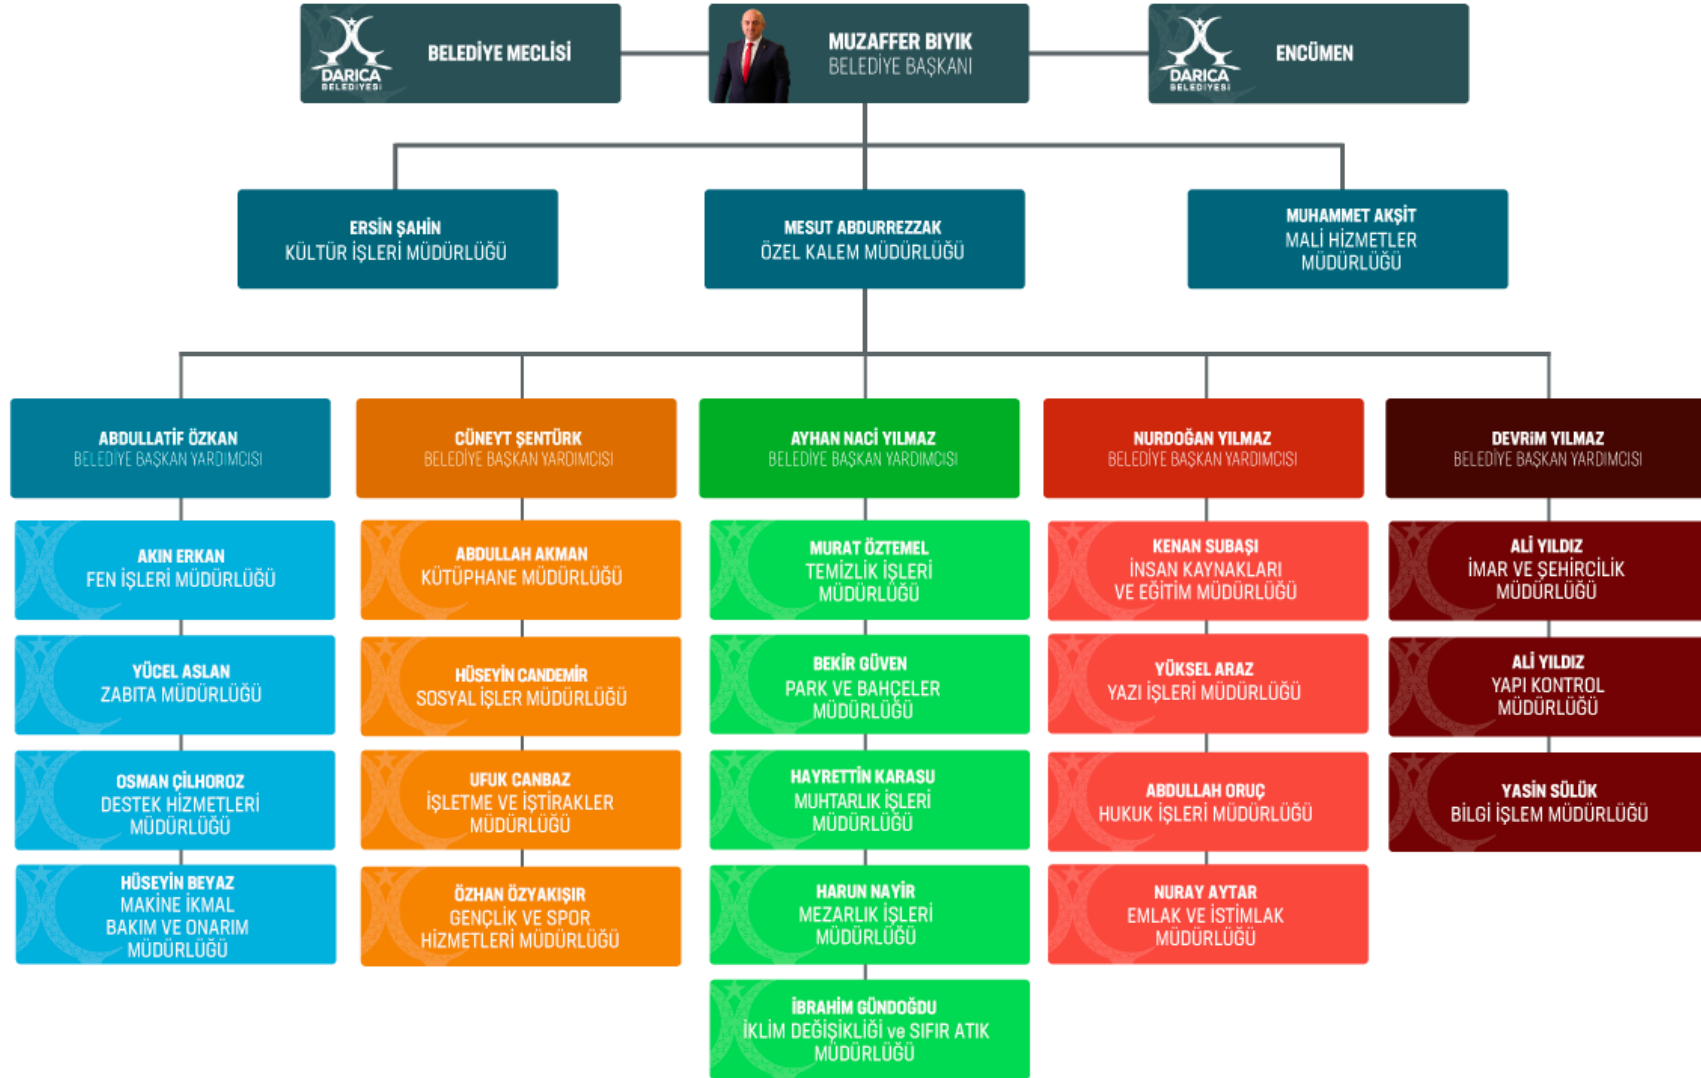 DARICA
BELEDİYESİ
BELEDİYE MECLİSİ
MUZAFFER BIYIK
BELEDİYE BAŞKANI
DARICA
BELEDİYESİ
ENCÜMEN
ERSİN ŞAHİN
KÜLTÜR İŞLERİ MÜDÜRLÜĞÜ
MESUT ABDURREZZAK
ÖZEL KALEM MÜDÜRLÜĞÜ
MUHAMMET AKŞİT
MALİ HİZMETLER
MÜDÜRLÜĞÜ
ABDULLATİF ÖZKAN
BELEDİYE BAŞKAN YARDIMCISI
CÜNEYT ŞENTÜRK
BELEDİYE BAŞKAN YARDIMCISI
AYHAN NACİ YILMAZ
BELEDİYE BAŞKAN YARDIMCISI
NURDOĞAN YILMAZ
BELEDİYE BAŞKAN YARDIMCISI
DEVRiM YILMAZ
BELEDİYE BAŞKAN YARDIMCISI
AKIN ERKAN
FEN İŞLERİ MÜDÜRLÜĞÜ
YÜCEL ASLAN
ZABITA MÜDÜRLÜĞÜ
OSMAN ÇİLHOROZ
DESTEK HİZMETLERİ
MÜDÜRLÜĞÜ
HÜSEYİN BEYAZ
MAKİNE İKMAL
BAKIM VE ONARIM
MÜDÜRLÜĞÜ
ABDULLAH AKMAN
KÜTÜPHANE MÜDÜRLÜĞÜ
HÜSEYİN CANDEMİR
SOSYAL İŞLER MÜDÜRLÜĞÜ
UFUK CANBAZ
İŞLETME VE İŞTİRAKLER
MÜDÜRLÜĞÜ
ÖZHAN ÖZYAKIŞIR
GENÇLİK VE SPOR
HİZMETLERİ MÜDÜRLÜĞÜ
MURAT ÖZTEMEL
TEMİZLİK İŞLERİ
MÜDÜRLÜĞÜ
BEKİR GÜVEN
PARK VE BAHÇELER
MÜDÜRLÜĞÜ
HAYRETTİN KARASU
MUHTARLIK İŞLERİ
MÜDÜRLÜĞÜ
HARUN NAYİR
MEZARLIK İŞLERİ
MÜDÜRLÜĞÜ
İBRAHİM GÜNDOĞDU
İKLİM DEĞİŞİKLİĞİ ve SIFIR ATIK
MÜDÜRLÜĞÜ
KENAN SUBAŞI
İNSAN KAYNAKLARI
VE EĞİTİM MÜDÜRLÜĞÜ
YÜKSEL ARAZ
YAZI İŞLERİ MÜDÜRLÜĞÜ
ABDULLAH ORUÇ
HUKUK İŞLERİ MÜDÜRLÜĞÜ
NURAY AYTAR
EMLAK VE İSTİMLAK
MÜDÜRLÜĞÜ
ALİ YILDIZ
İMAR VE ŞEHİRCİLİK
MÜDÜRLÜĞÜ
ALİ YILDIZ
YAPI KONTROL
MÜDÜRLÜĞÜ
YASİN SÜLÜK
BİLGİ İŞLEM MÜDÜRLÜĞÜ